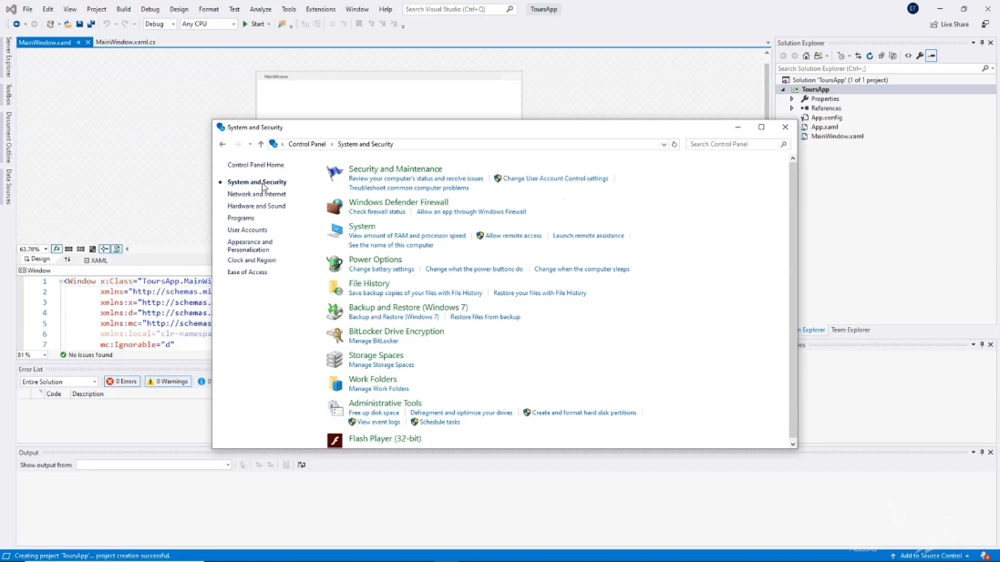 File Edit View Project Build Debug Design Format Test Analyze Tools Extensions Window Help Search Visual Studio (Ctrl+Q) ToursApp
Debug Any CPU Start Live Share
MainWindow.xaml MainWindow.xaml.cs Solution Explorer
Search Solution Explorer (Ctrl+;)
Server Explorer
Toolbox
Document Outline
Data Sources
MainWindow
Solution 'ToursApp' (1 of 1 project)
ToursApp
Properties
References
App.config
App.xaml
MainWindow.xaml
System and Security
Control Panel System and Security Search Control Panel
Control Panel Home
System and Security
Network and Internet
Hardware and Sound
Programs
User Accounts
Appearance and
Personalization
Clock and Region
Ease of Access
Security and Maintenance
Review your computer's status and resolve issues Change User Account Control settings
Troubleshoot common computer problems
Windows Defender Firewall
Check firewall status Allow an app through Windows Firewall
System
View amount of RAM and processor speed Allow remote access Launch remote assistance
See the name of this computer
Power Options
Change battery settings Change what the power buttons do Change when the computer sleeps
File History
Save backup copies of your files with File History Restore your files with File History
Backup and Restore (Windows 7)
Backup and Restore (Windows 7) Restore files from backup
BitLocker Drive Encryption
Manage BitLocker
Storage Spaces
Manage Storage Spaces
Work Folders
Manage Work Folders
Administrative Tools
Free up disk space Defragment and optimize your drives Create and format hard disk partitions
View event logs Schedule tasks
Flash Player (32-bit)
63.78%
Design XAML
Window
1 <Window x:Class="ToursApp.MainWi
2 xmlns="http://schemas.mi
3 xmlns:x="http://schemas.
4 xmlns:d="http://schemas.
5 xmlns:mc="http://schemas
6 xmlns:local="clr-namespa
7 mc:Ignorable="d"
81 % No issues found
Team Explorer
Error List
Entire Solution 0 Errors 0 Warnings
Code Description
Output
Show output from:
Creating project 'ToursApp'... project creation successful. Add to Source Control